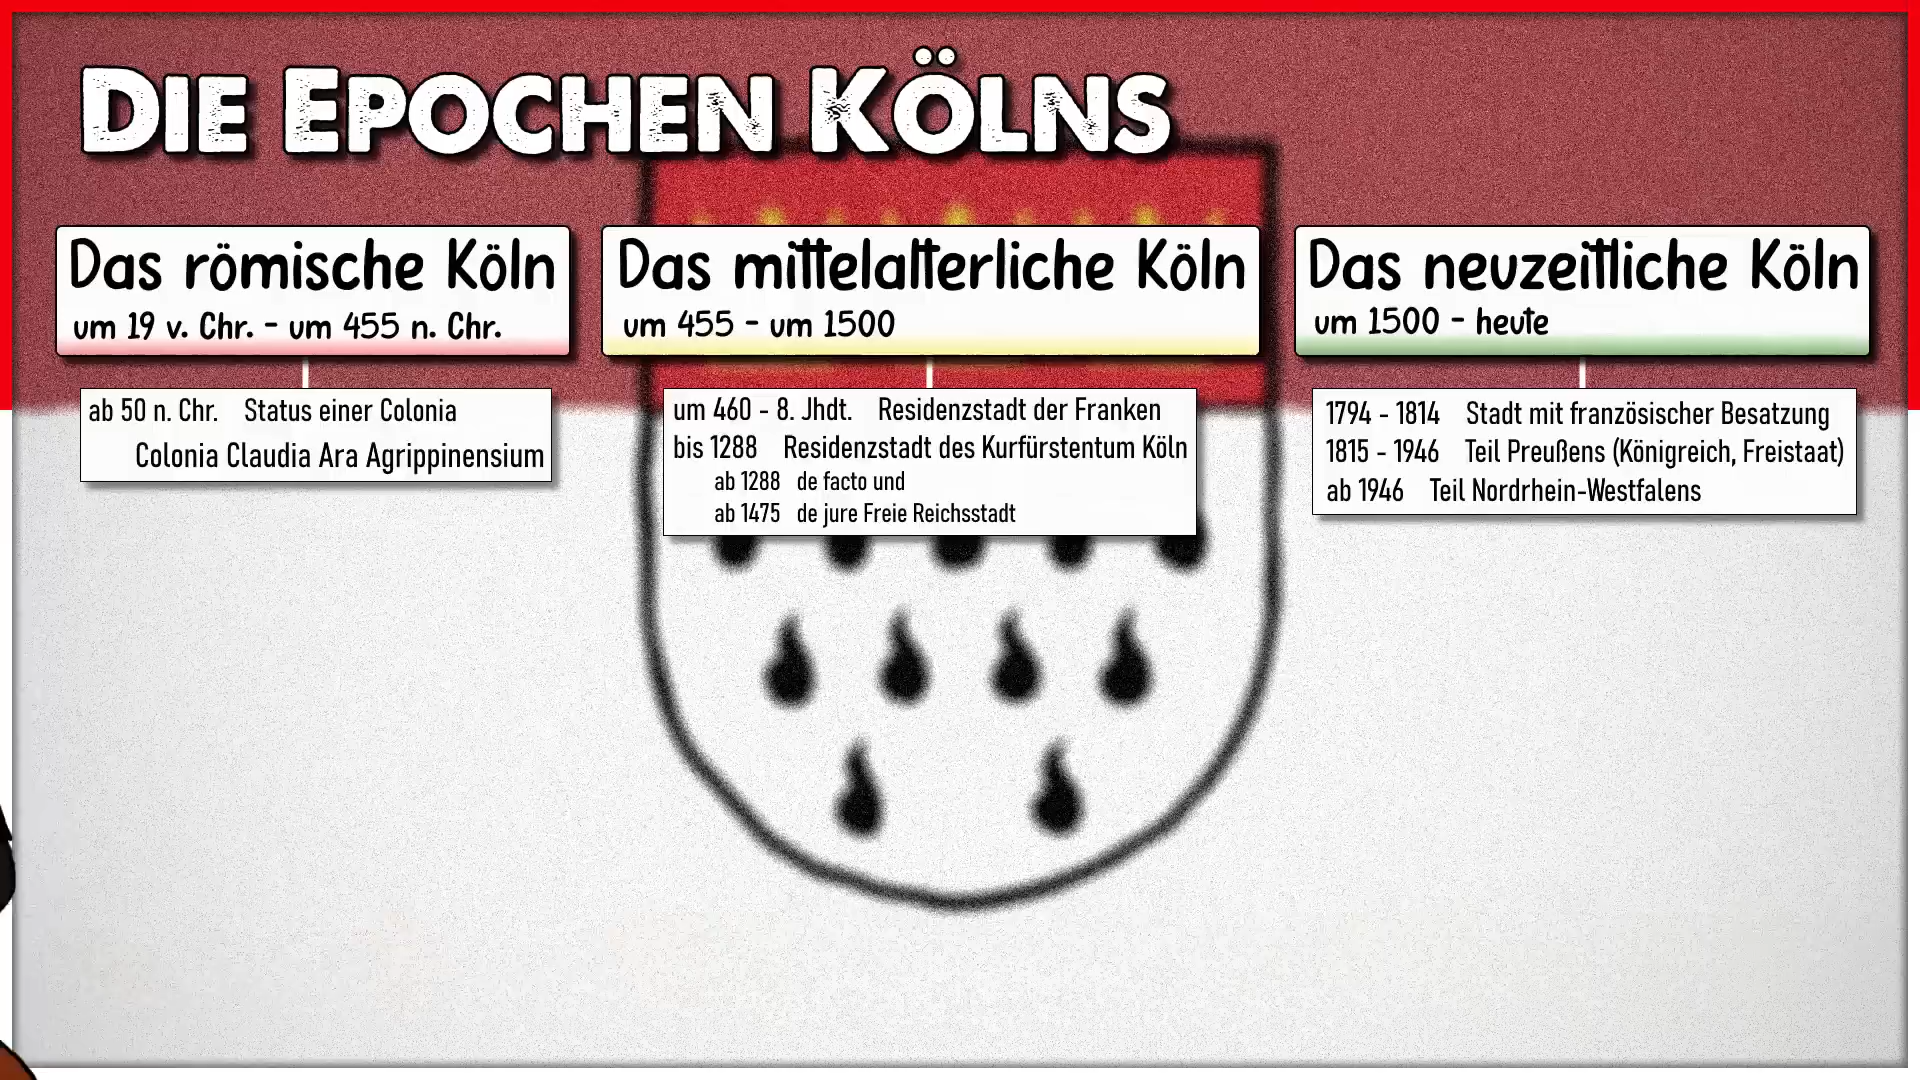 Die Epochen Kölns
Das römische Köln
um 19 v. Chr. - um 455 n. Chr.
ab 50 n. Chr. Status einer Colonia
Colonia Claudia Ara Agrippinensium
Das mittelalterliche Köln
um 455 - um 1500
um 460 - 8. Jhdt. Residenzstadt der Franken
bis 1288 Residenzstadt des Kurfürstentum Köln
ab 1288 de facto und
ab 1475 de jure Freie Reichsstadt
Das neuzeitliche Köln
um 1500 - heute
1794 - 1814 Stadt mit französischer Besatzung
1815 - 1946 Teil Preußens (Königreich, Freistaat)
ab 1946 Teil Nordrhein-Westfalens